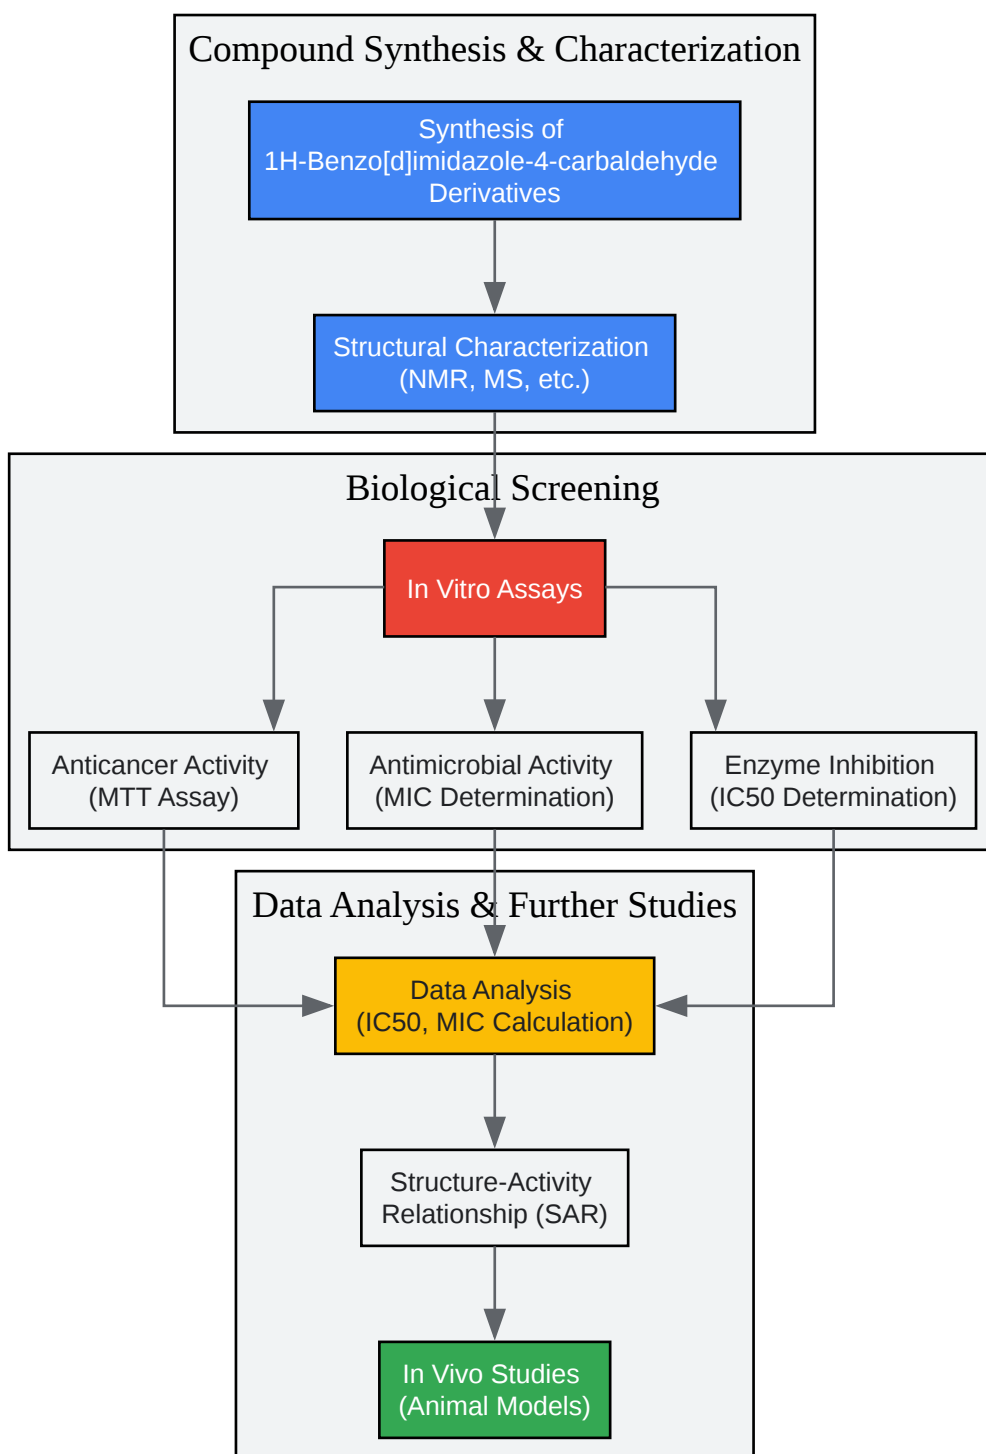 Compound Synthesis & Characterization
Synthesis of
1H-Benzo[d]imidazole-4-carbaldehyde
Derivatives
Structural Characterization
(NMR, MS, etc.)
Biological Screening
In Vitro Assays
Anticancer Activity
(MTT Assay)
Antimicrobial Activity
(MIC Determination)
Enzyme Inhibition
(IC50 Determination)
Data Analysis & Further Studies
Data Analysis
(IC50, MIC Calculation)
Structure-Activity
Relationship (SAR)
In Vivo Studies
(Animal Models)